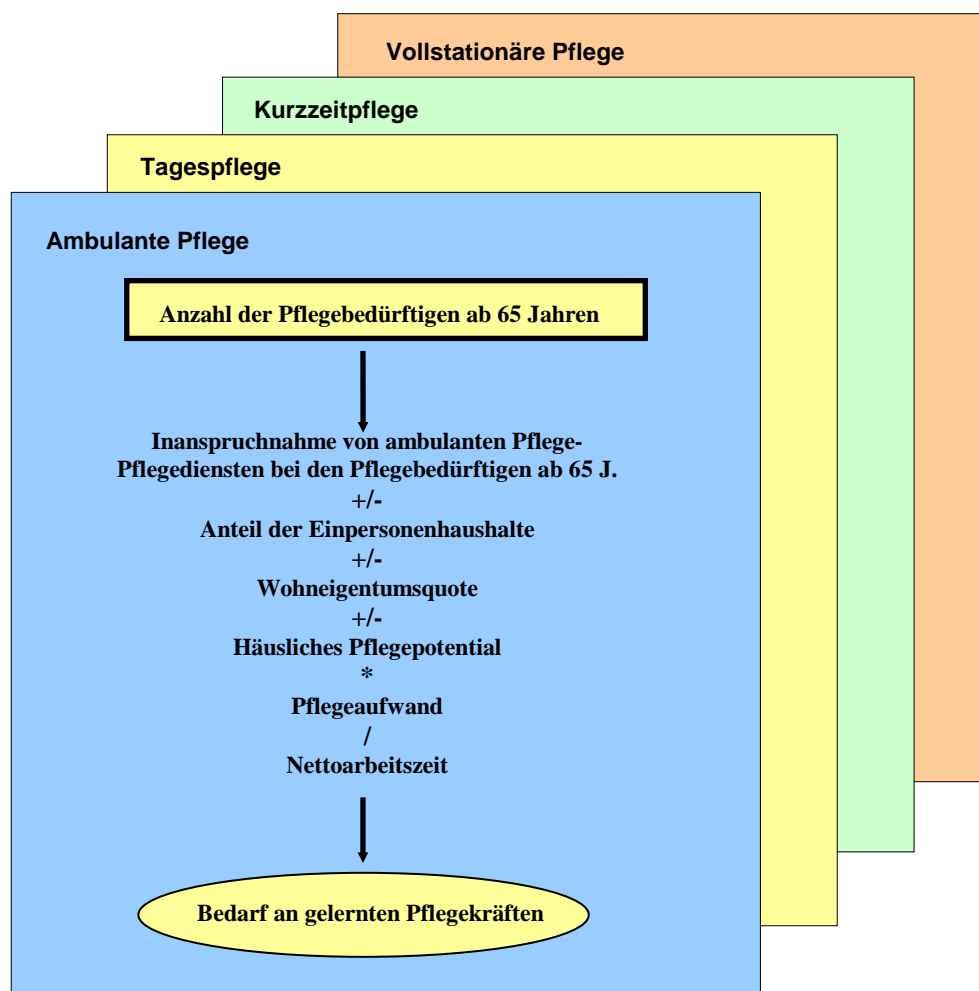 Vollstationäre Pflege
Kurzzeitpflege
Tagespflege
Ambulante Pflege
Anzahl der Pflegebedürftigen ab 65 Jahren
Inanspruchnahme von ambulanten Pflege-
Pflegediensten bei den Pflegebedürftigen ab 65 J.
+/-
Anteil der Einpersonenhaushalte
+/-
Wohneigentumsquote
+/-
Häusliches Pflegepotential
*
Pflegeaufwand
/
Nettoarbeitszeit
Bedarf an gelernten Pflegekräften